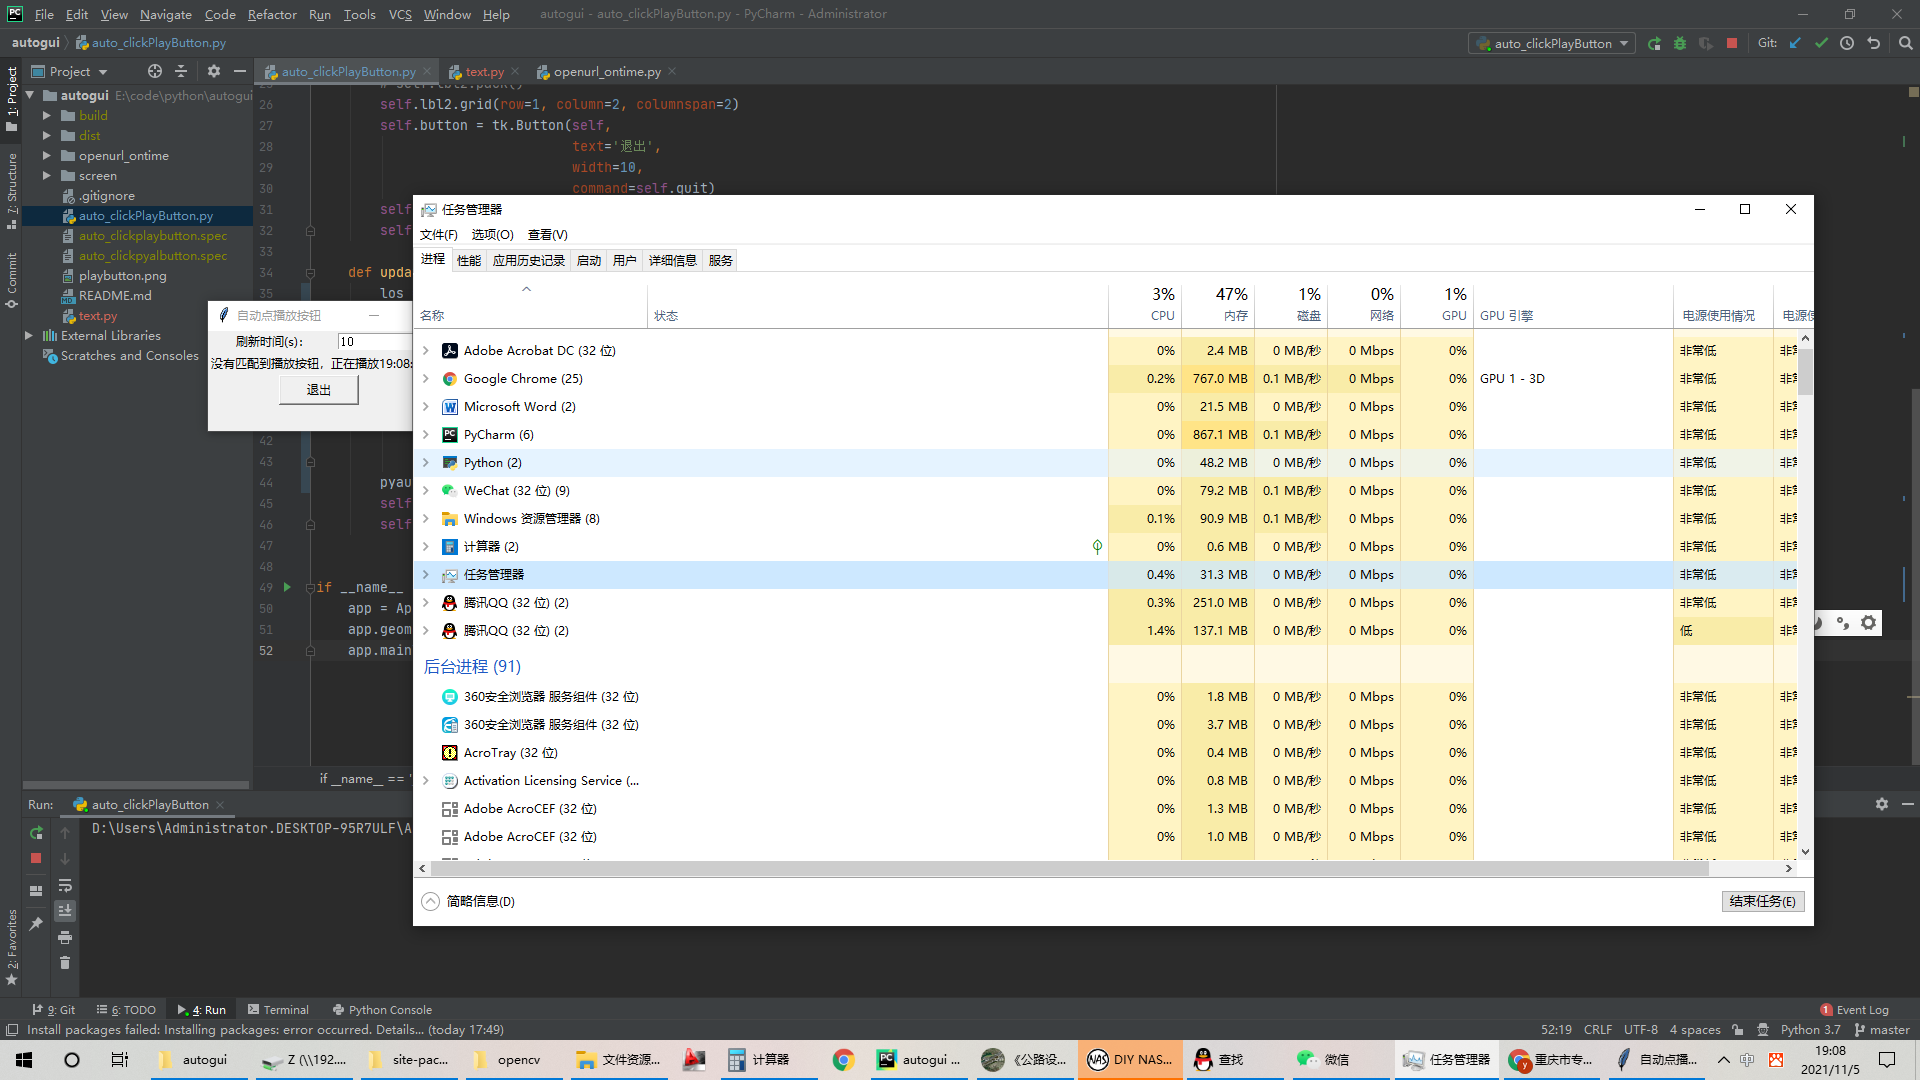 File Edit View Navigate Code Refactor Run Tools VCS Window Help autogui - auto_clickPlayButton.py - PyCharm - Administrator
autogui auto_clickPlayButton.py auto_clickPlayButton Git:
Project auto_clickPlayButton.py text.py openurl_ontime.py
1: Project
7: Structure
Commit
2: Favorites
autogui E:\code\python\autogui
build
dist
openurl_ontime
screen
.gitignore
auto_clickPlayButton.py
auto_clickplaybutton.spec
auto_clickpyalbutton.spec
playbutton.png
README.md
text.py
External Libraries
Scratches and Consoles
26 self.lbl2.grid(row=1, column=2, columnspan=2)
27 self.button = tk.Button(self,
28 text='退出',
29 width=10,
30 command=self.quit)
31 self
32 self
33
34 def upda
35 los
42
43
44 pyau
45 self
46 self
47
48
49 if __name__
50 app = Ap
51 app.geom
52 app.main
if __name__ == '
自动点播放按钮
刷新时间(s): 10
没有匹配到播放按钮，正在播放19:08:
退出
任务管理器
文件(F) 选项(O) 查看(V)
进程 性能 应用历史记录 启动 用户 详细信息 服务
3% 47% 1% 0% 1%
名称 状态 CPU 内存 磁盘 网络 GPU GPU 引擎 电源使用情况 电源使
Adobe Acrobat DC (32 位) 0% 2.4 MB 0 MB/秒 0 Mbps 0% 非常低 非常
Google Chrome (25) 0.2% 767.0 MB 0.1 MB/秒 0 Mbps 0% GPU 1 - 3D 非常低 非常
Microsoft Word (2) 0% 21.5 MB 0 MB/秒 0 Mbps 0% 非常低 非常
PyCharm (6) 0% 867.1 MB 0.1 MB/秒 0 Mbps 0% 非常低 非常
Python (2) 0% 48.2 MB 0 MB/秒 0 Mbps 0% 非常低 非常
WeChat (32 位) (9) 0% 79.2 MB 0.1 MB/秒 0 Mbps 0% 非常低 非常
Windows 资源管理器 (8) 0.1% 90.9 MB 0.1 MB/秒 0 Mbps 0% 非常低 非常
计算器 (2) 0% 0.6 MB 0 MB/秒 0 Mbps 0% 非常低 非常
任务管理器 0.4% 31.3 MB 0 MB/秒 0 Mbps 0% 非常低 非常
腾讯QQ (32 位) (2) 0.3% 251.0 MB 0 MB/秒 0 Mbps 0% 非常低 非常
腾讯QQ (32 位) (2) 1.4% 137.1 MB 0 MB/秒 0 Mbps 0% 低 非常
后台进程 (91)
360安全浏览器 服务组件 (32 位) 0% 1.8 MB 0 MB/秒 0 Mbps 0% 非常低 非常
360安全浏览器 服务组件 (32 位) 0% 3.7 MB 0 MB/秒 0 Mbps 0% 非常低 非常
AcroTray (32 位) 0% 0.4 MB 0 MB/秒 0 Mbps 0% 非常低 非常
Activation Licensing Service (... 0% 0.8 MB 0 MB/秒 0 Mbps 0% 非常低 非常
Adobe AcroCEF (32 位) 0% 1.3 MB 0 MB/秒 0 Mbps 0% 非常低 非常
Adobe AcroCEF (32 位) 0% 1.0 MB 0 MB/秒 0 Mbps 0% 非常低 非常
简略信息(D) 结束任务(E)
Run: auto_clickPlayButton
D:\Users\Administrator.DESKTOP-95R7ULF\A
9: Git 6: TODO 4: Run Terminal Python Console 1 Event Log
Install packages failed: Installing packages: error occurred. Details... (today 17:49) 52:19 CRLF UTF-8 4 spaces Python 3.7 master
autogui Z (\\192.... site-pac... opencv 文件资源... 计算器 autogui ... 《公路设... DIY NAS... 查找 微信 任务管理器 重庆市专... 自动点播... 中 19:08
2021/11/5